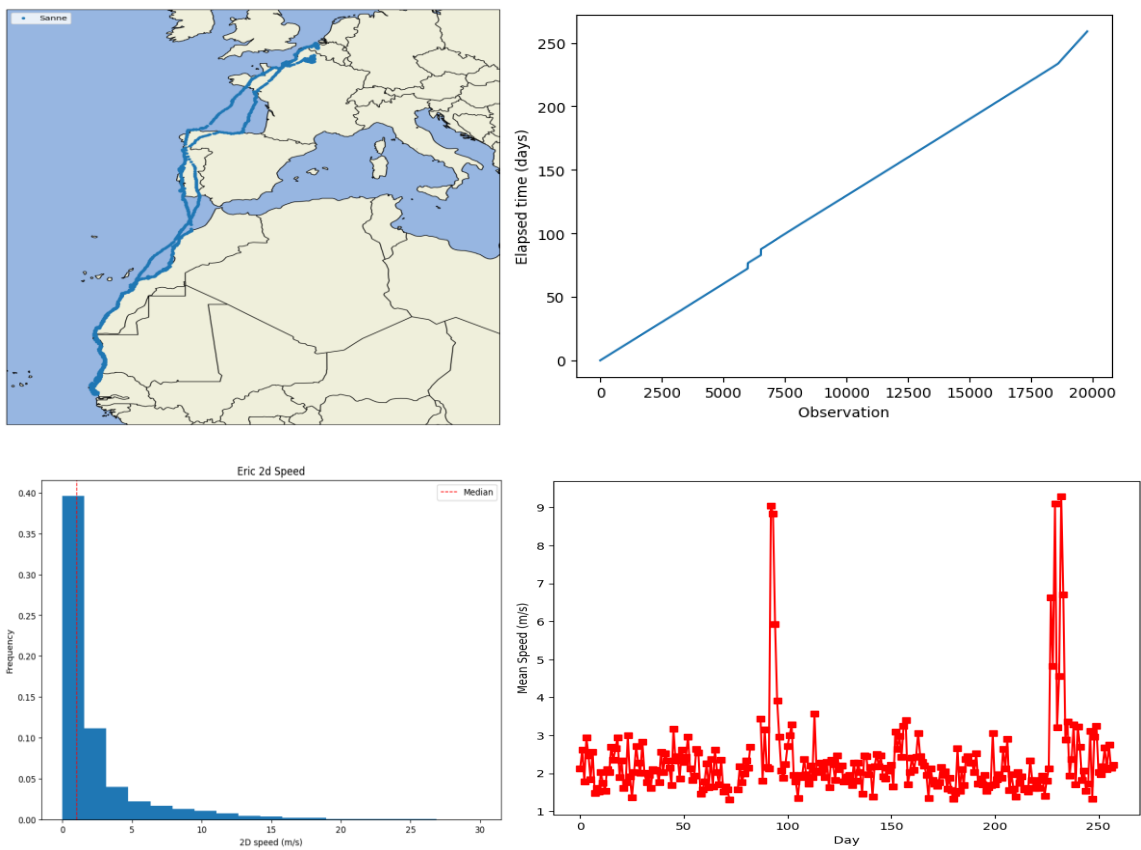 Sanne
250
200
150
100
50
0
Elapsed time (days)
0 2500 5000 7500 10000 12500 15000 17500 20000
Observation
Eric 2d Speed
Median
0.40
0.35
0.30
0.25
0.20
0.15
0.10
0.05
0.00
Frequency
0 5 10 15 20 25 30
2D speed (m/s)
9
8
7
6
5
4
3
2
1
Mean Speed (m/s)
0 50 100 150 200 250
Day